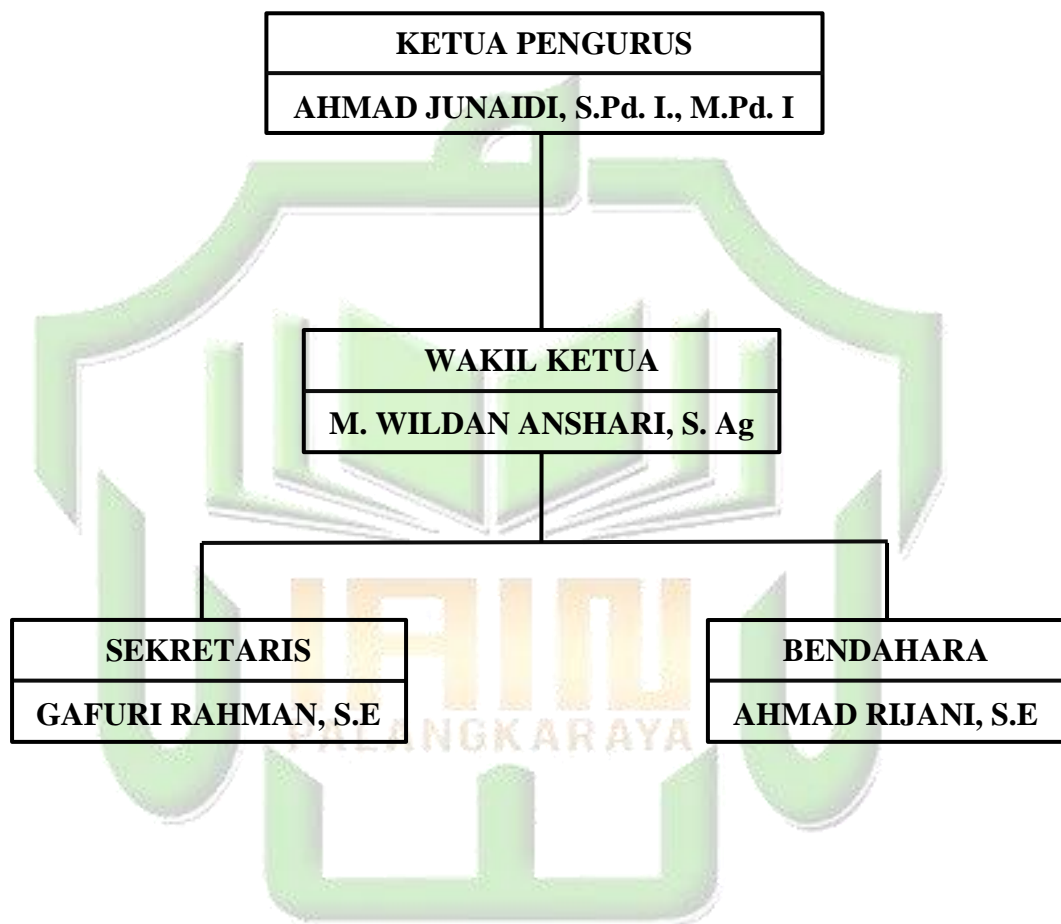 KETUA PENGURUS
AHMAD JUNAIDI, S.Pd. I., M.Pd. I
WAKIL KETUA
M. WILDAN ANSHARI, S. Ag
SEKRETARIS
GAFURI RAHMAN, S.E
BENDAHARA
AHMAD RIJANI, S.E
IAIN
PALANGKARAYA